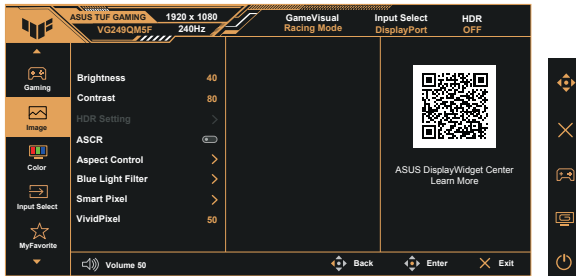 ASUS TUF GAMING 1920 x 1080 GameVisual Input Select HDR
VG249QM5F 240Hz Racing Mode DisplayPort OFF
Gaming
Image
Color
Input Select
MyFavorite
Brightness 40
Contrast 80
HDR Setting
ASCR
Aspect Control
Blue Light Filter
Smart Pixel
VividPixel 50
ASUS DisplayWidget Center
Learn More
Volume 50 Back Enter Exit